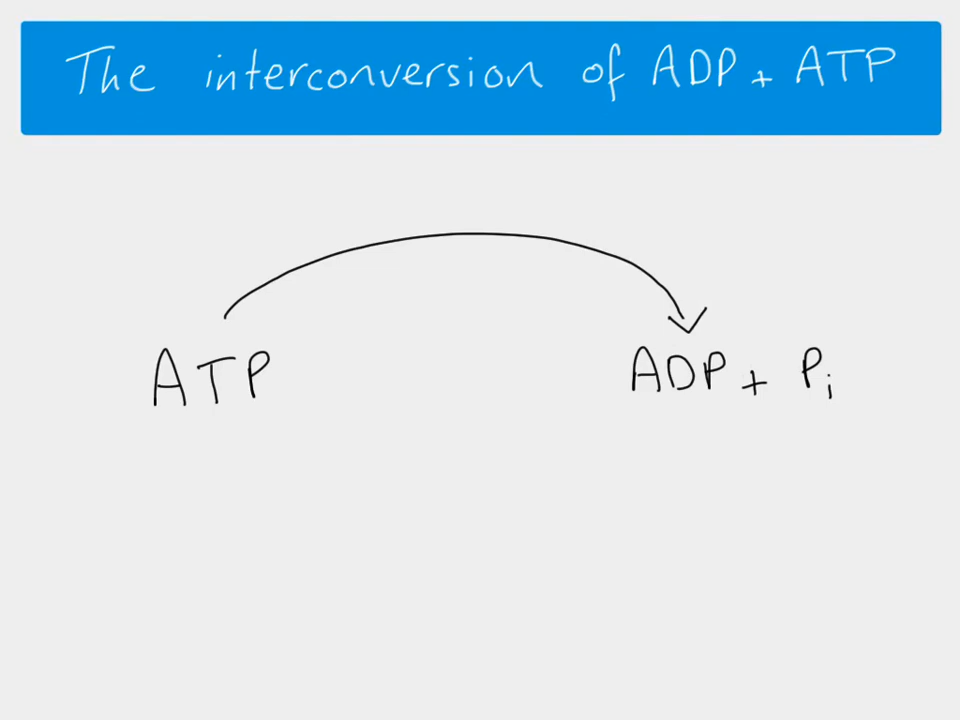 The interconversion of ADP + ATP
ATP ADP + Pi